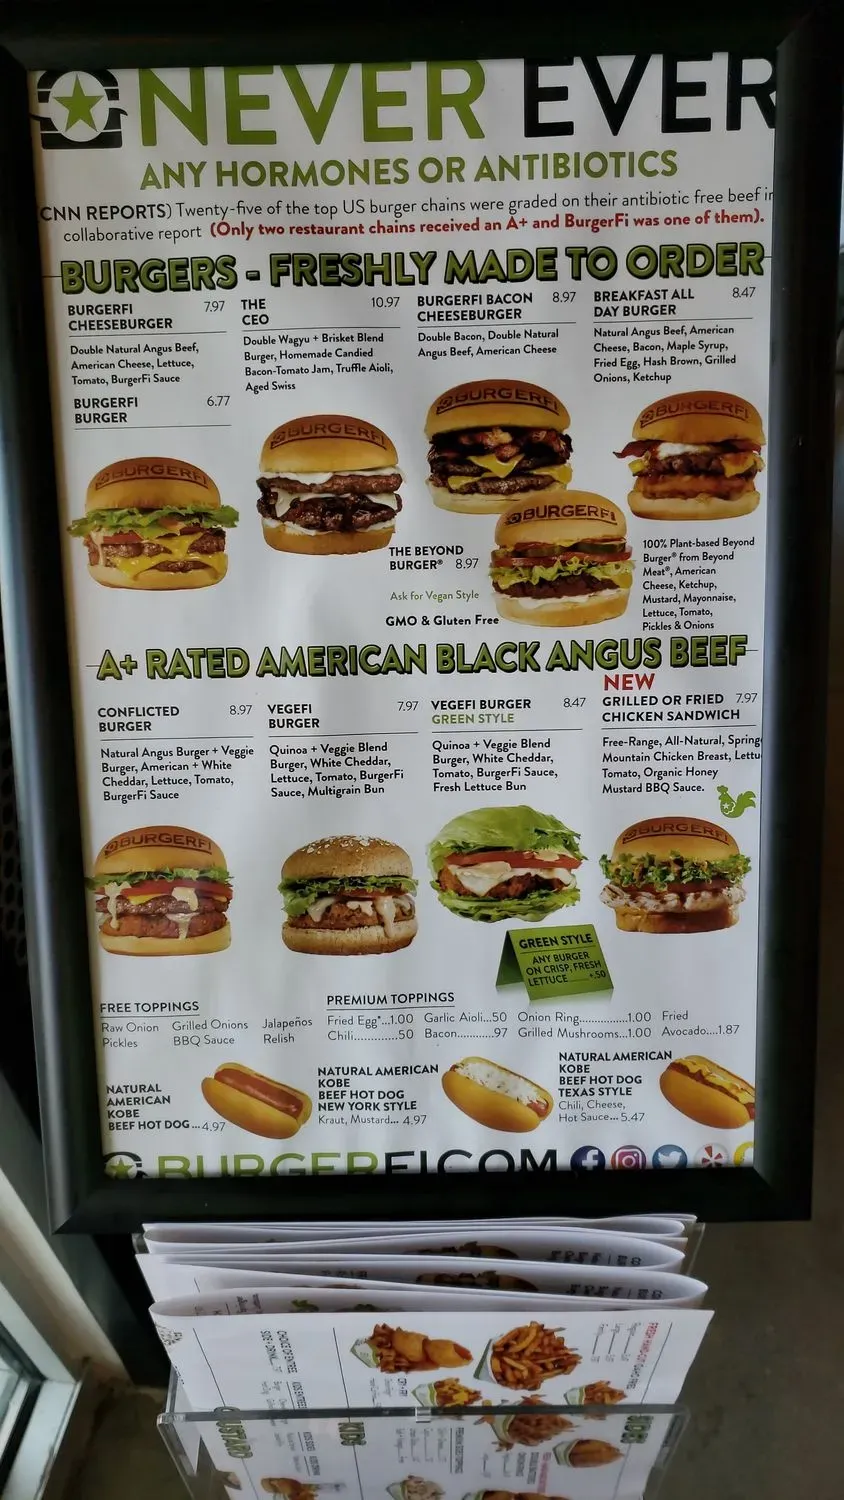 NEVER EVER
ANY HORMONES OR ANTIBIOTICS
CNN REPORTS) Twenty-five of the top US burger chains were graded on their antibiotic free beef in
collaborative report (Only two restaurant chains received an A+ and BurgerFi was one of them).
BURGERS - FRESHLY MADE TO ORDER
BURGERFI 7.97
CHEESEBURGER
Double Natural Angus Beef,
American Cheese, Lettuce,
Tomato, BurgerFi Sauce
BURGERFI 6.77
BURGER
THE 10.97
CEO
Double Wagyu + Brisket Blend
Burger, Homemade Candied
Bacon-Tomato Jam, Truffle Aioli,
Aged Swiss
BURGERFI BACON 8.97
CHEESEBURGER
Double Bacon, Double Natural
Angus Beef, American Cheese
BREAKFAST ALL 8.47
DAY BURGER
Natural Angus Beef, American
Cheese, Bacon, Maple Syrup,
Fried Egg, Hash Brown, Grilled
Onions, Ketchup
BURGERFI
BURGERFI
BURGERFI
BURGERFI
BURGERFI
THE BEYOND
BURGER® 8.97
Ask for Vegan Style
GMO & Gluten Free
100% Plant-based Beyond
Burger® from Beyond
Meat®, American
Cheese, Ketchup,
Mustard, Mayonnaise,
Lettuce, Tomato,
Pickles & Onions
A+ RATED AMERICAN BLACK ANGUS BEEF
CONFLICTED 8.97
BURGER
Natural Angus Burger + Veggie
Burger, American + White
Cheddar, Lettuce, Tomato,
BurgerFi Sauce
VEGEFI 7.97
BURGER
Quinoa + Veggie Blend
Burger, White Cheddar,
Lettuce, Tomato, BurgerFi
Sauce, Multigrain Bun
VEGEFI BURGER 8.47
GREEN STYLE
Quinoa + Veggie Blend
Burger, White Cheddar,
Tomato, BurgerFi Sauce,
Fresh Lettuce Bun
NEW
GRILLED OR FRIED 7.97
CHICKEN SANDWICH
Free-Range, All-Natural, Spring
Mountain Chicken Breast, Lettu
Tomato, Organic Honey
Mustard BBQ Sauce.
BURGERFI
BURGERFI
GREEN STYLE
ANY BURGER
ON CRISP, FRESH
LETTUCE........+.50
FREE TOPPINGS
Raw Onion Grilled Onions Jalapeños
Pickles BBQ Sauce Relish
PREMIUM TOPPINGS
Fried Egg*...1.00 Garlic Aioli...50 Onion Ring...............1.00 Fried
Chili...............50 Bacon............97 Grilled Mushrooms...1.00 Avocado....1.87
NATURAL
AMERICAN
KOBE
BEEF HOT DOG...4.97
NATURAL AMERICAN
KOBE
BEEF HOT DOG
NEW YORK STYLE
Kraut, Mustard... 4.97
NATURAL AMERICAN
KOBE
BEEF HOT DOG
TEXAS STYLE
Chili, Cheese,
Hot Sauce...5.47
BURGERFI.COM
CUSTARD
KIDS